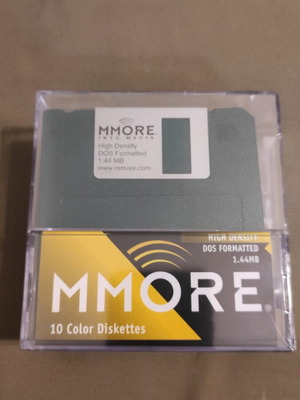 MMORE
INTO MEDIA
High Density
DOS Formatted
1.44 MB
www.mmore.com
HIGH DENSITY
DOS FORMATTED
1.44MB
MMORE®
10 Color Diskettes